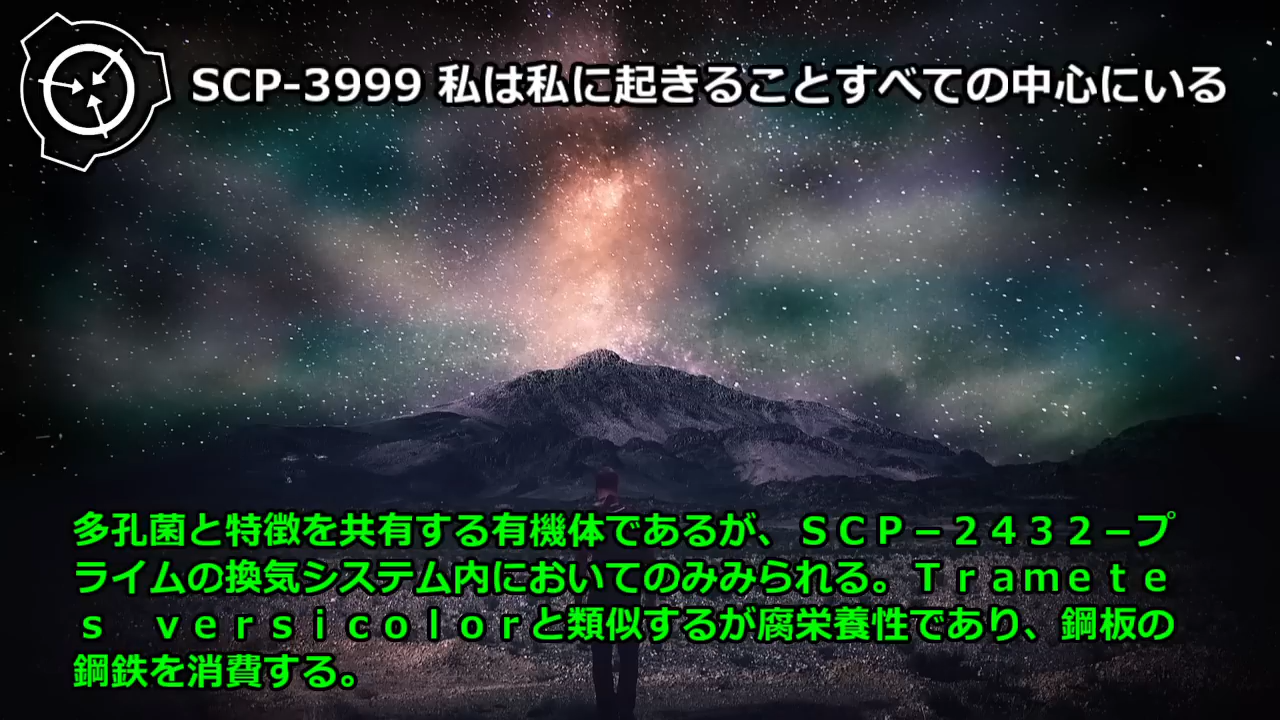 SCP-3999 私は私に起きることすべての中心にいる
多孔菌と特徴を共有する有機体であるが、ＳＣＰ－２４３２－プ
ライムの換気システム内においてのみみられる。Ｔｒａｍｅｔｅ
ｓ　ｖｅｒｓｉｃｏｌｏｒと類似するが腐栄養性であり、鋼板の
鋼鉄を消費する。